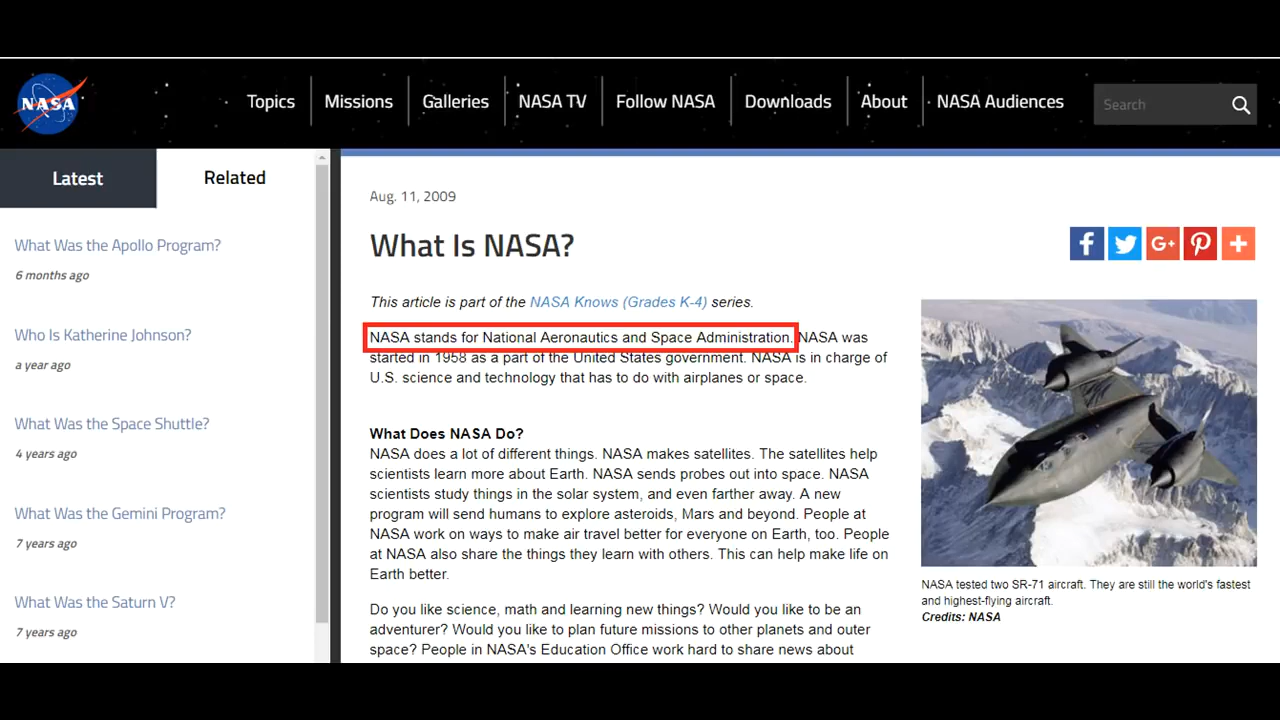 NASA
Topics
Missions
Galleries
NASA TV
Follow NASA
Downloads
About
NASA Audiences
Search
Latest
Related
What Was the Apollo Program?
6 months ago
Who Is Katherine Johnson?
a year ago
What Was the Space Shuttle?
4 years ago
What Was the Gemini Program?
7 years ago
What Was the Saturn V?
7 years ago
Aug. 11, 2009
What Is NASA?
This article is part of the NASA Knows (Grades K-4) series.
NASA stands for National Aeronautics and Space Administration. NASA was
started in 1958 as a part of the United States government. NASA is in charge of
U.S. science and technology that has to do with airplanes or space.
What Does NASA Do?
NASA does a lot of different things. NASA makes satellites. The satellites help
scientists learn more about Earth. NASA sends probes out into space. NASA
scientists study things in the solar system, and even farther away. A new
program will send humans to explore asteroids, Mars and beyond. People at
NASA work on ways to make air travel better for everyone on Earth, too. People
at NASA also share the things they learn with others. This can help make life on
Earth better.
Do you like science, math and learning new things? Would you like to be an
adventurer? Would you like to plan future missions to other planets and outer
space? People in NASA's Education Office work hard to share news about
G+
NASA tested two SR-71 aircraft. They are still the world's fastest
and highest-flying aircraft.
Credits: NASA